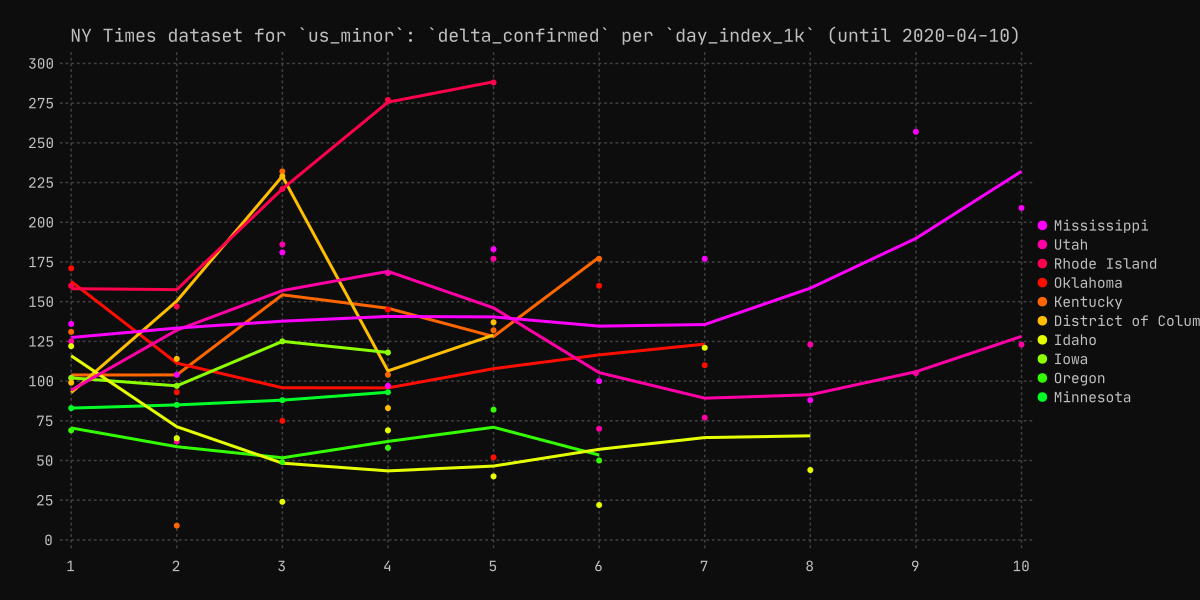 NY Times dataset for `us_minor`: `delta_confirmed` per `day_index_1k` (until 2020-04-10)
300
275
250
225
200
175
150
125
100
75
50
25
0
1 2 3 4 5 6 7 8 9 10
Mississippi
Utah
Rhode Island
Oklahoma
Kentucky
District of Colum
Idaho
Iowa
Oregon
Minnesota